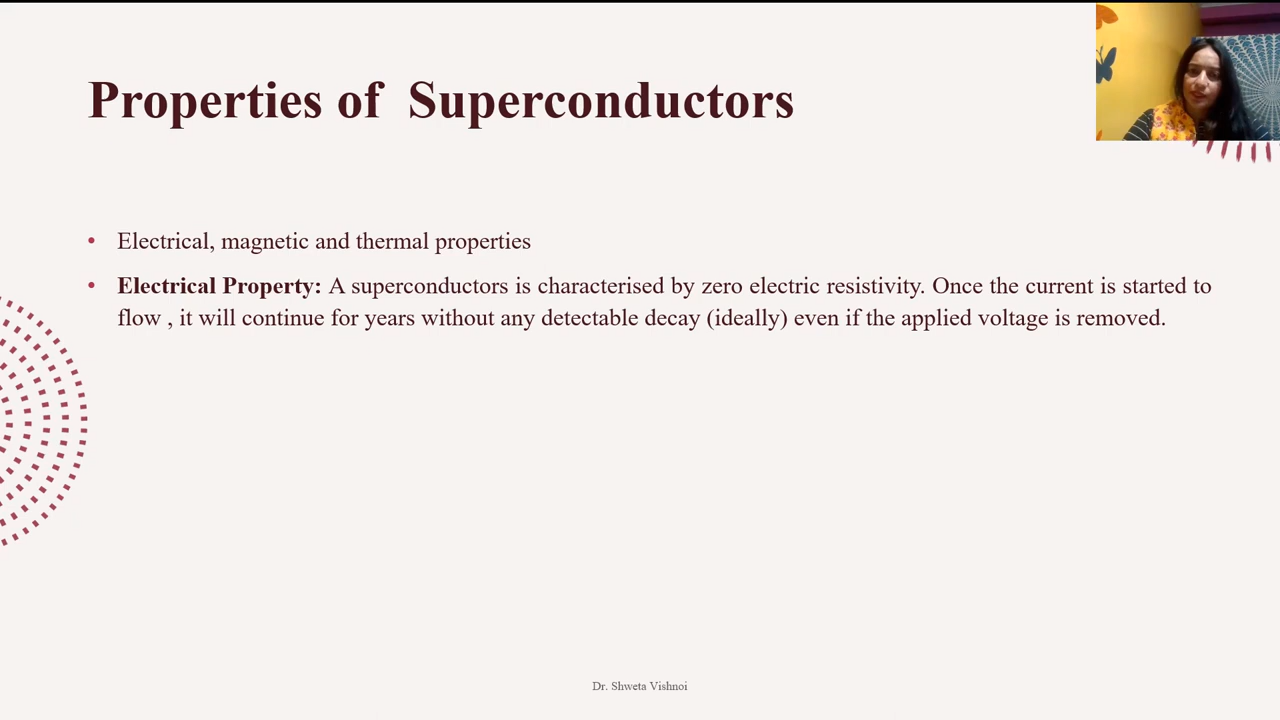 Properties of Superconductors
• Electrical, magnetic and thermal properties
• Electrical Property: A superconductors is characterised by zero electric resistivity. Once the current is started to
flow , it will continue for years without any detectable decay (ideally) even if the applied voltage is removed.
Dr. Shweta Vishnoi